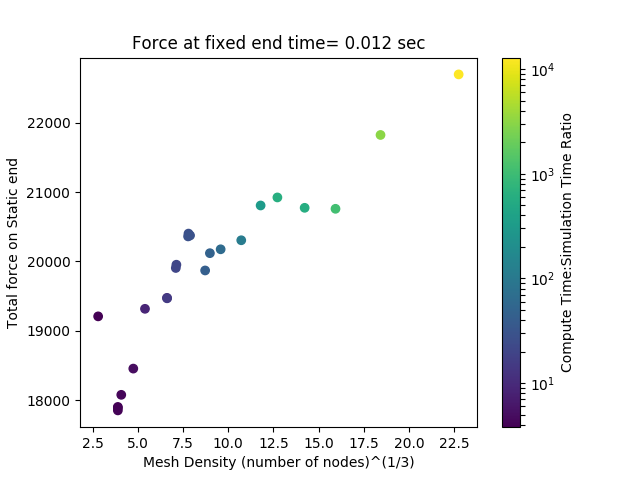 Force at fixed end time= 0.012 sec
Total force on Static end
22000
21000
20000
19000
18000
2.5 5.0 7.5 10.0 12.5 15.0 17.5 20.0 22.5
Mesh Density (number of nodes)^(1/3)
10^4
10^3
10^2
10^1
Compute Time:Simulation Time Ratio